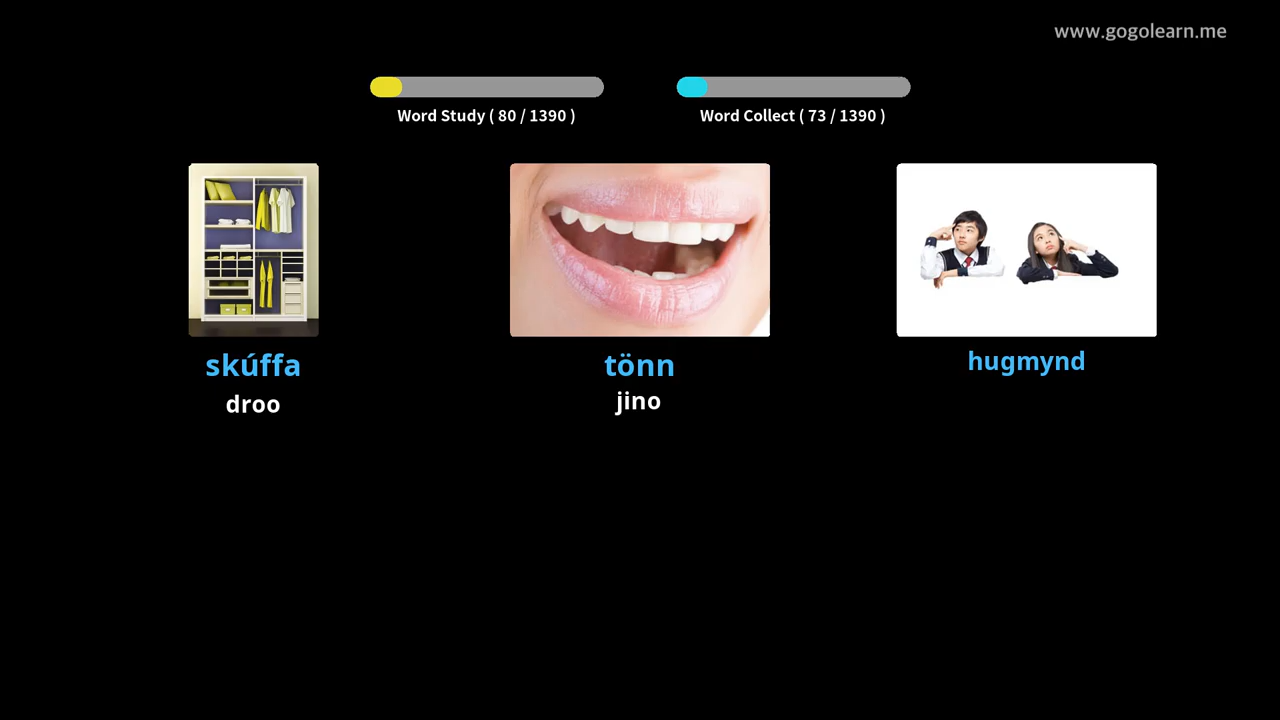 www.gogolearn.me
Word Study ( 80 / 1390 )
Word Collect ( 73 / 1390 )
skúffa
droo
tönn
jino
hugmynd